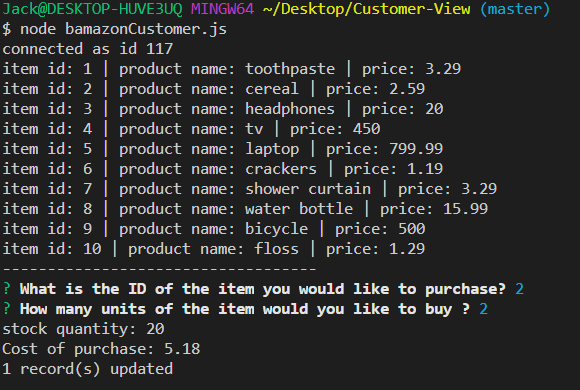 Jack@DESKTOP-HUVE3UQ MINGW64 ~/Desktop/Customer-View (master)
$ node bamazonCustomer.js
connected as id 117
item id: 1 | product name: toothpaste | price: 3.29
item id: 2 | product name: cereal | price: 2.59
item id: 3 | product name: headphones | price: 20
item id: 4 | product name: tv | price: 450
item id: 5 | product name: laptop | price: 799.99
item id: 6 | product name: crackers | price: 1.19
item id: 7 | product name: shower curtain | price: 3.29
item id: 8 | product name: water bottle | price: 15.99
item id: 9 | product name: bicycle | price: 500
item id: 10 | product name: floss | price: 1.29
-----------------------------------
? What is the ID of the item you would like to purchase? 2
? How many units of the item would you like to buy ? 2
stock quantity: 20
Cost of purchase: 5.18
1 record(s) updated